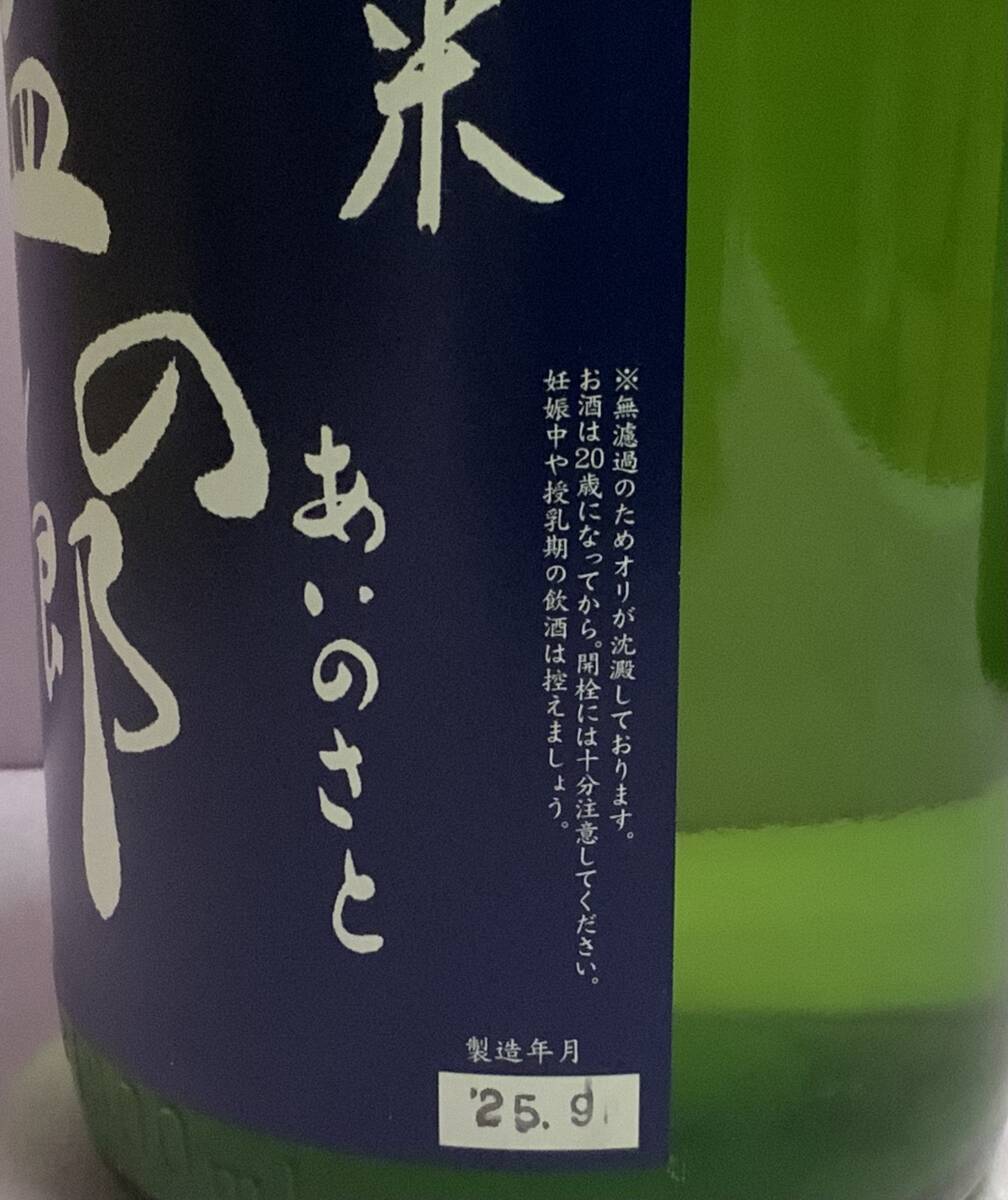 米
の郷
あいのさと
※無濾過のためオリが沈澱しております。
お酒は20歳になってから。開栓には十分注意してください。
妊娠中や授乳期の飲酒は控えましょう。
製造年月
'25.9